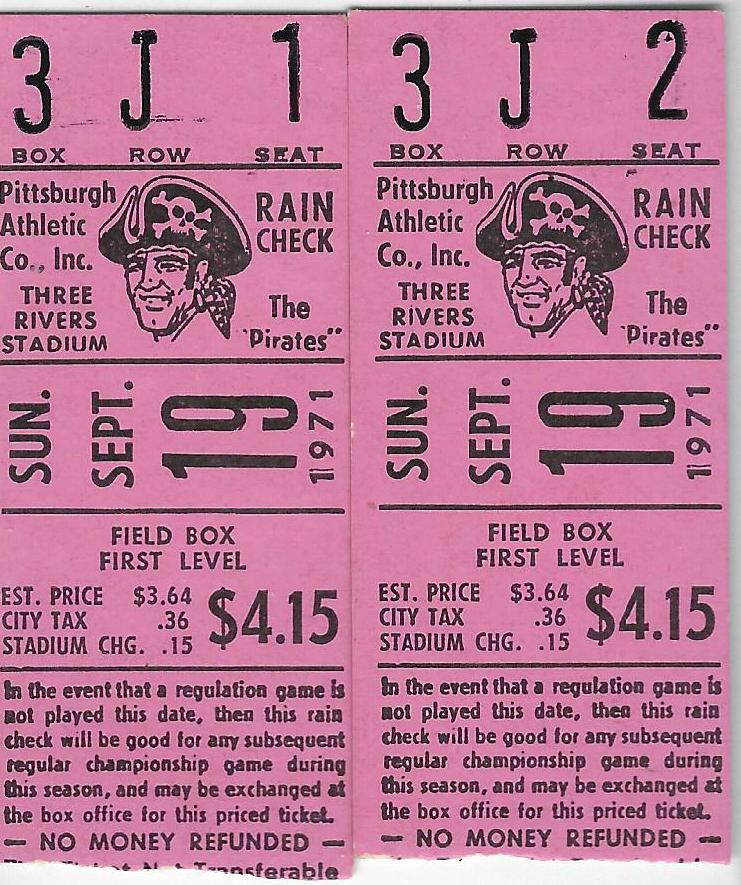 3 J 1
BOX ROW SEAT
Pittsburgh
Athletic
Co., Inc.
THREE
RIVERS
STADIUM
RAIN
CHECK
The
"Pirates"
SUN. SEPT. 19 1971
FIELD BOX
FIRST LEVEL
EST. PRICE $3.64
CITY TAX .36
STADIUM CHG. .15
$4.15
In the event that a regulation game is
not played this date, then this rain
check will be good for any subsequent
regular championship game during
this season, and may be exchanged at
the box office for this priced ticket.
— NO MONEY REFUNDED —
Not Transferable
3 J 2
BOX ROW SEAT
Pittsburgh
Athletic
Co., Inc.
THREE
RIVERS
STADIUM
RAIN
CHECK
The
"Pirates"
SUN. SEPT. 19 1971
FIELD BOX
FIRST LEVEL
EST. PRICE $3.64
CITY TAX .36
STADIUM CHG. .15
$4.15
In the event that a regulation game is
not played this date, then this rain
check will be good for any subsequent
regular championship game during
this season, and may be exchanged at
the box office for this priced ticket.
— NO MONEY REFUNDED —